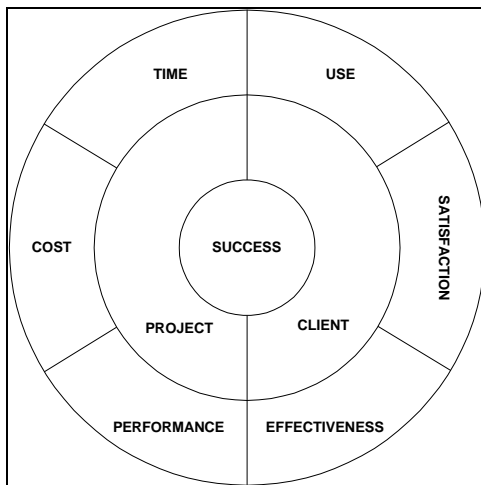 TIME
USE
COST
SUCCESS
SATISFACTION
PROJECT
CLIENT
PERFORMANCE
EFFECTIVENESS